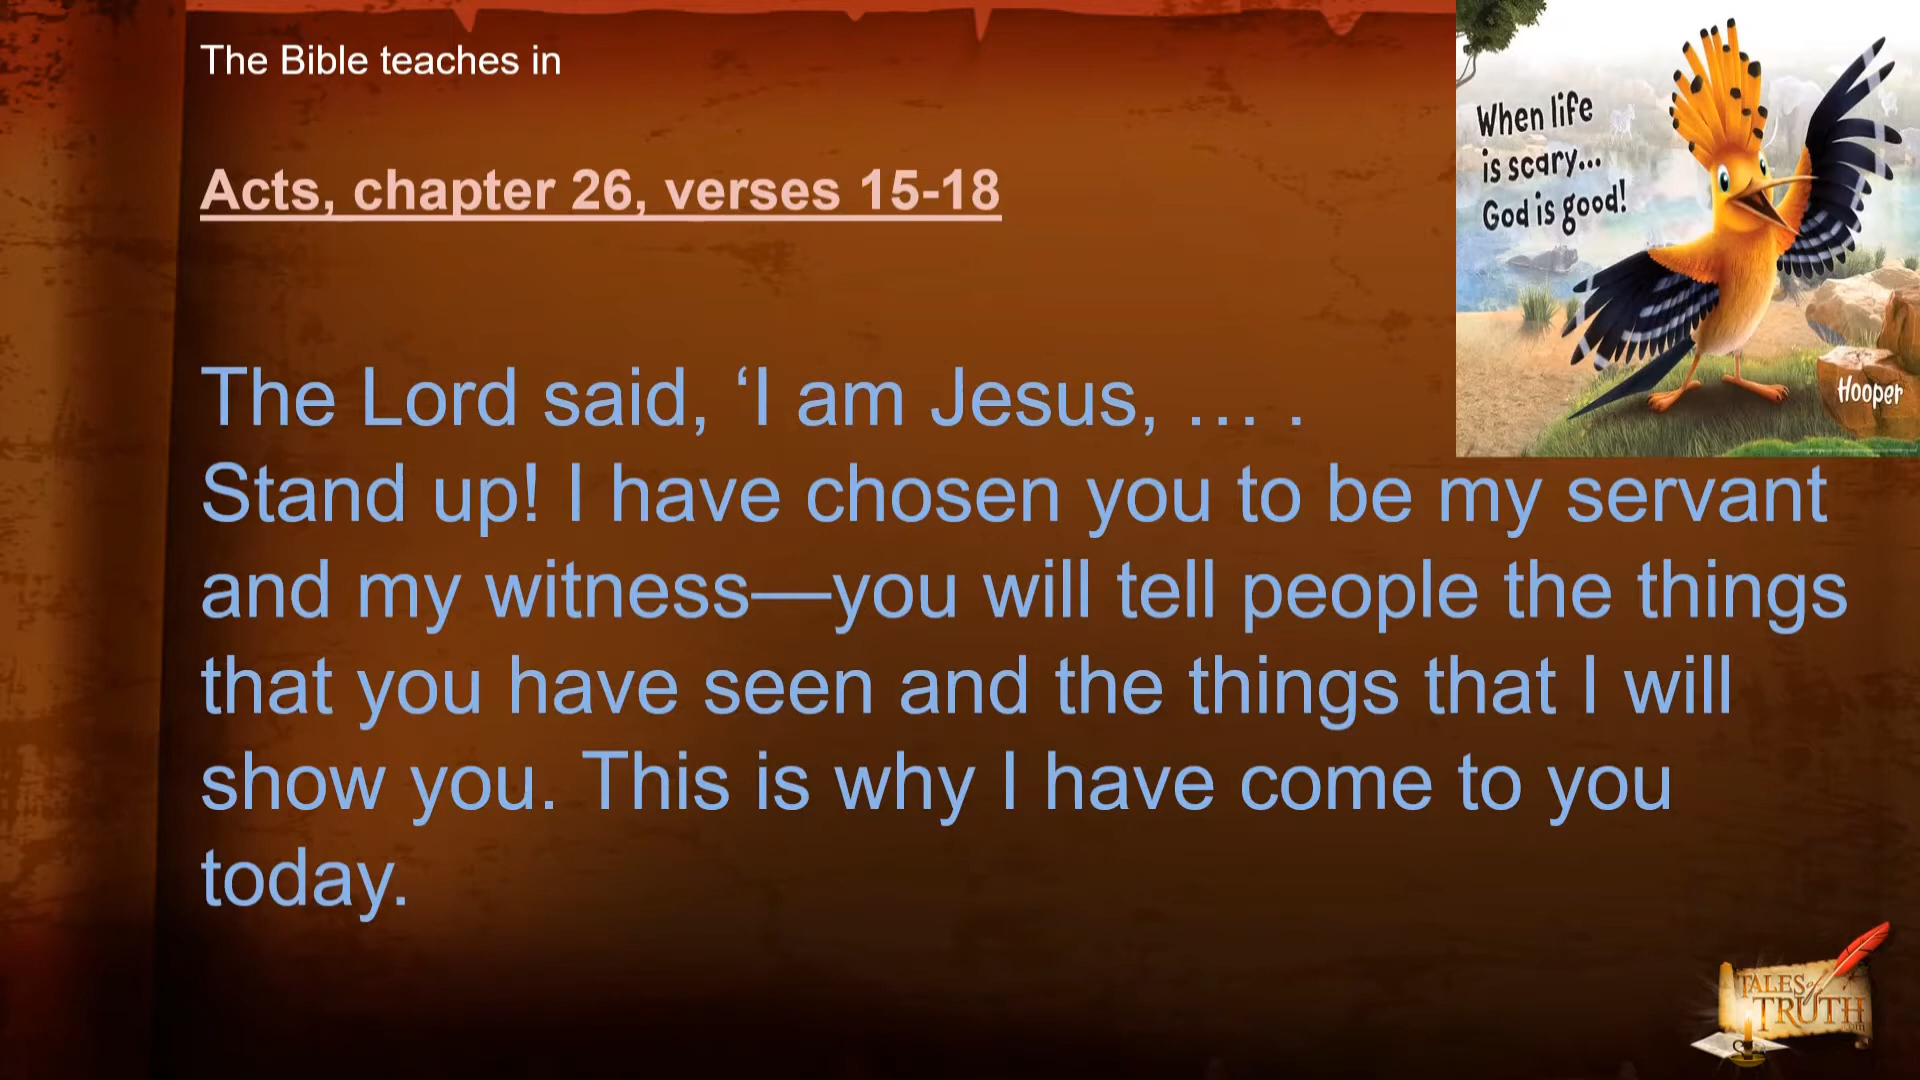 The Bible teaches in
Acts, chapter 26, verses 15-18
When life
is scary...
God is good!
Hooper
The Lord said, ‘I am Jesus, … .
Stand up! I have chosen you to be my servant
and my witness—you will tell people the things
that you have seen and the things that I will
show you. This is why I have come to you
today.
TALES of
TRUTH
.com